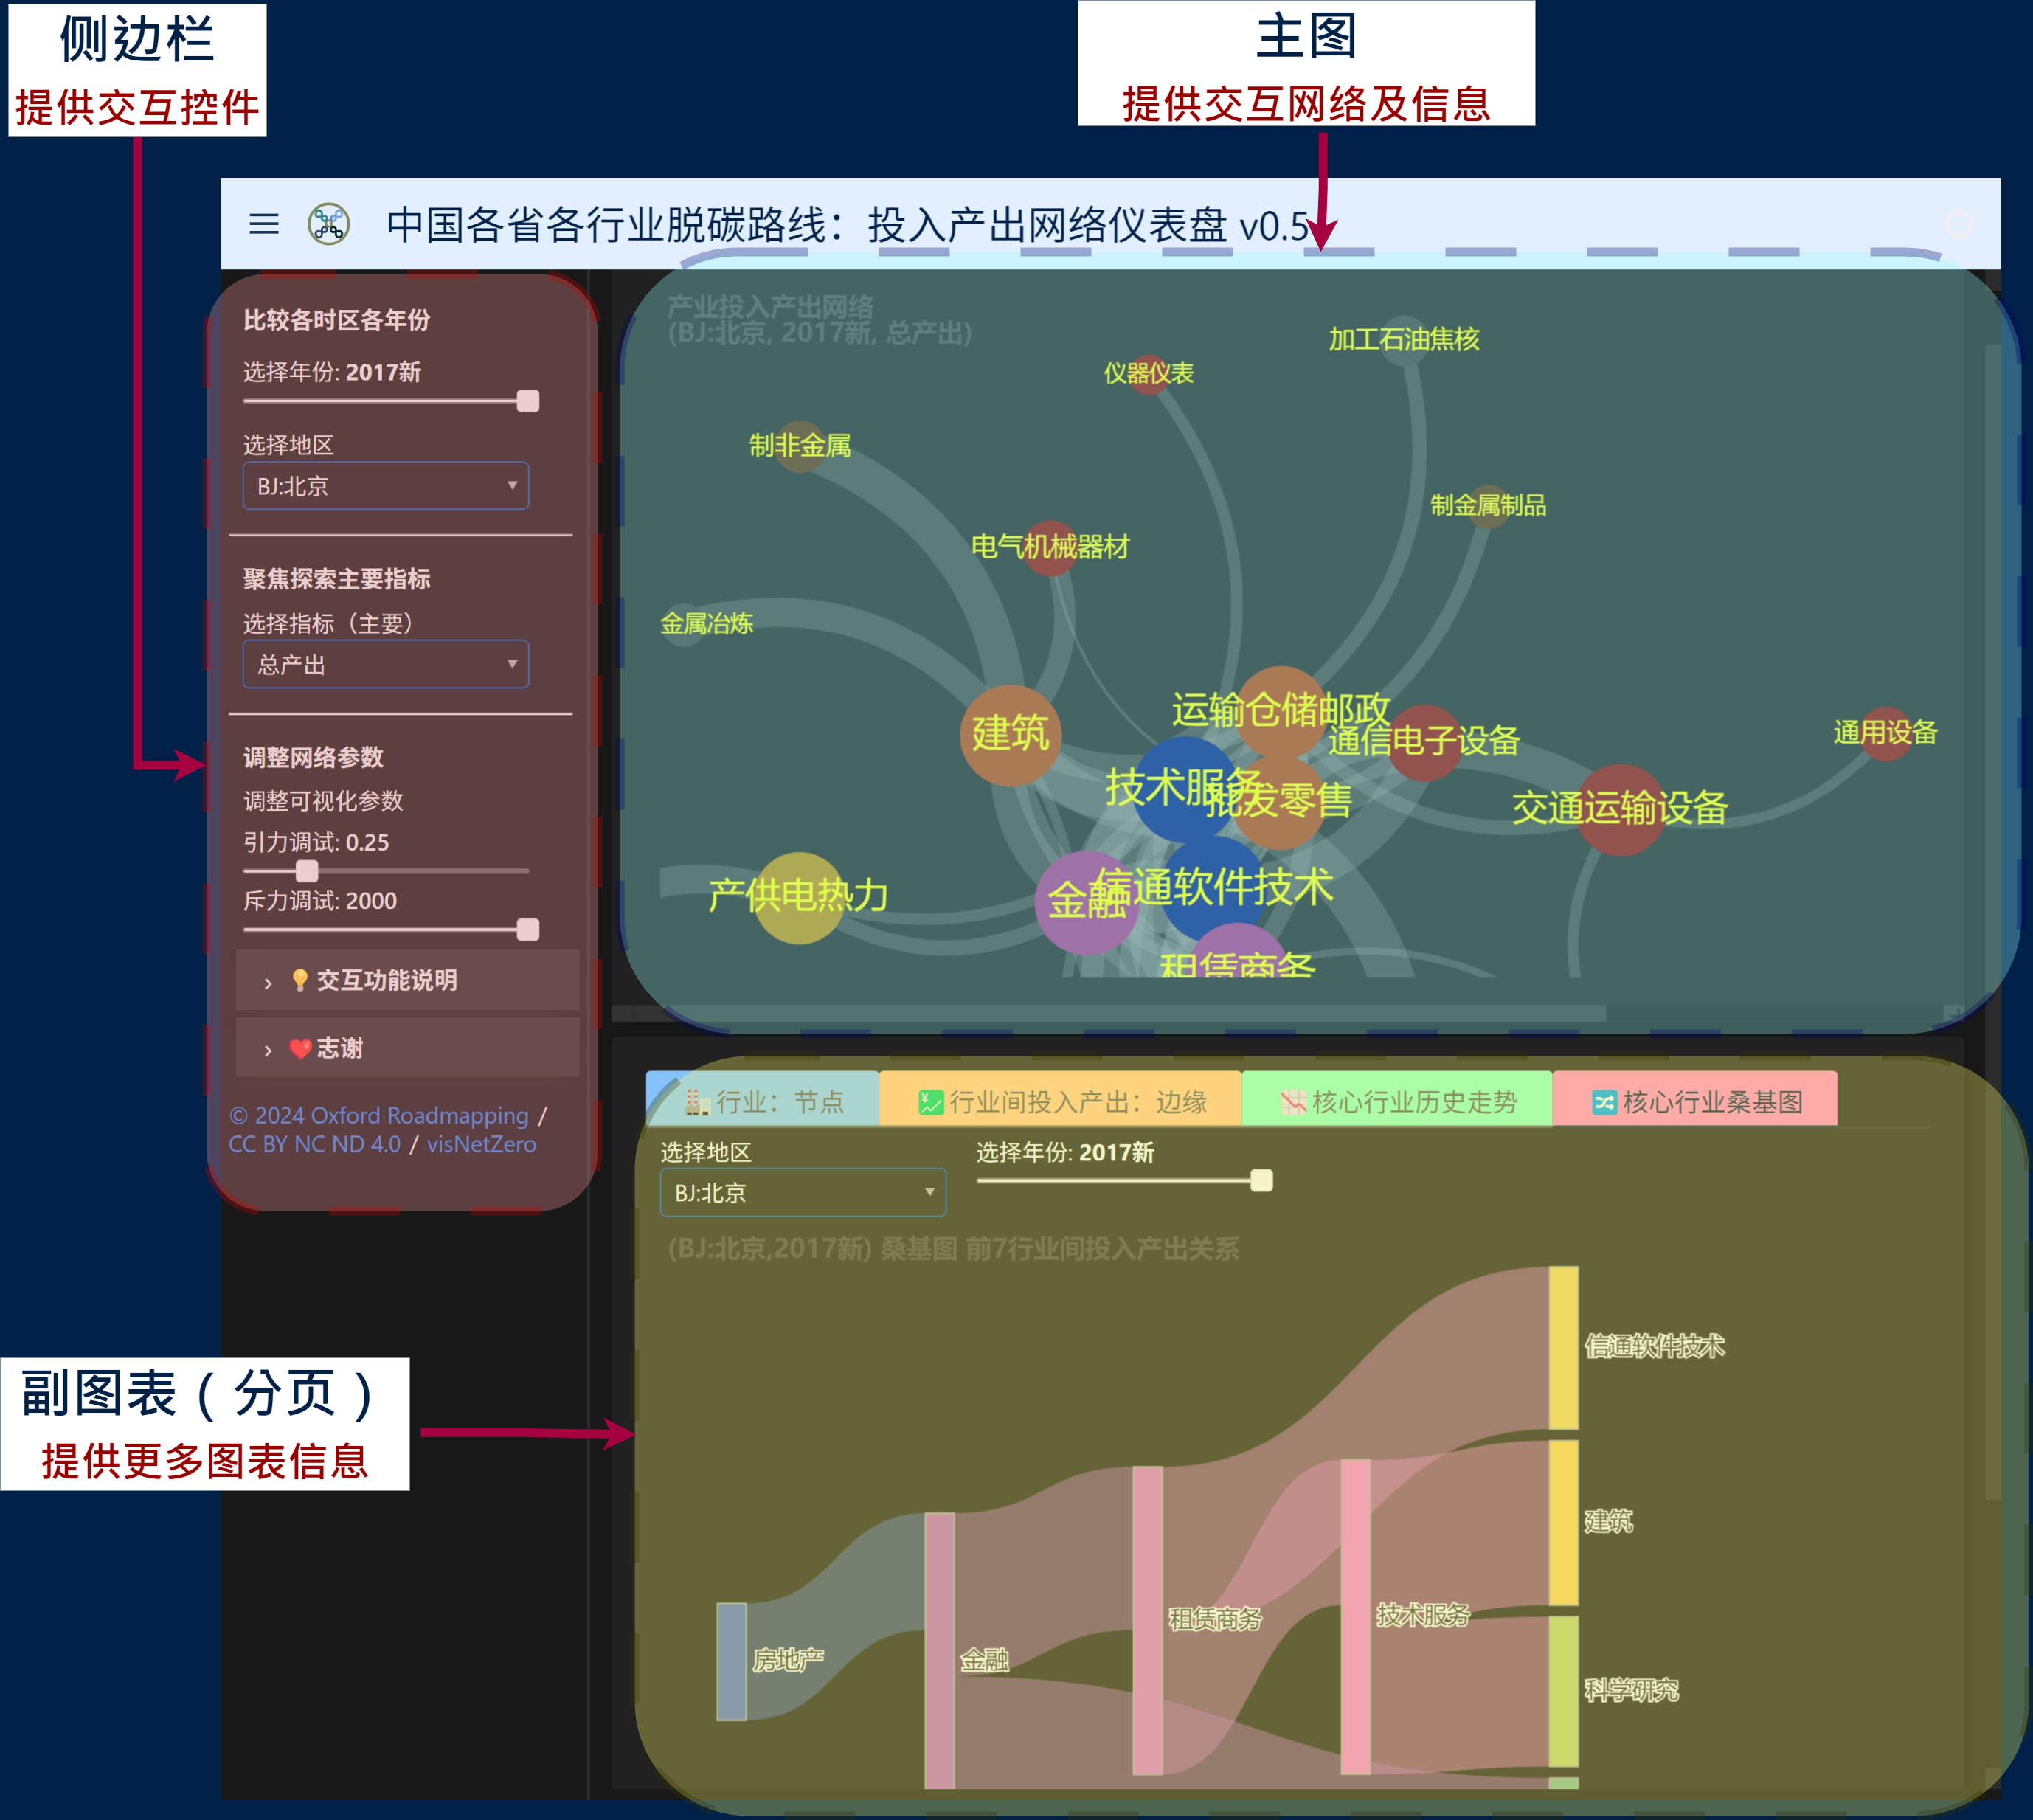 侧边栏
提供交互控件
主图
提供交互网络及信息
中国各省各行业脱碳路线：投入产出网络仪表盘 v0.5
比较各时区各年份
选择年份: 2017新
选择地区
BJ:北京
聚焦探索主要指标
选择指标（主要）
总产出
调整网络参数
调整可视化参数
引力调试: 0.25
斥力调试: 2000
交互功能说明
志谢
© 2024 Oxford Roadmapping /
CC BY NC ND 4.0 / visNetZero
产业投入产出网络
(BJ:北京, 2017新, 总产出)
加工石油焦核
仪器仪表
制非金属
制金属制品
电气机械器材
金属冶炼
运输仓储邮政
建筑
通信电子设备
通用设备
技术服务
批发零售
交通运输设备
产供电热力
金融
信通软件技术
租赁商务
副图表（分页）
提供更多图表信息
行业：节点
行业间投入产出：边缘
核心行业历史走势
核心行业桑基图
选择地区
选择年份: 2017新
BJ:北京
(BJ:北京,2017新) 桑基图 前7行业间投入产出关系
信通软件技术
建筑
租赁商务
技术服务
房地产
金融
科学研究